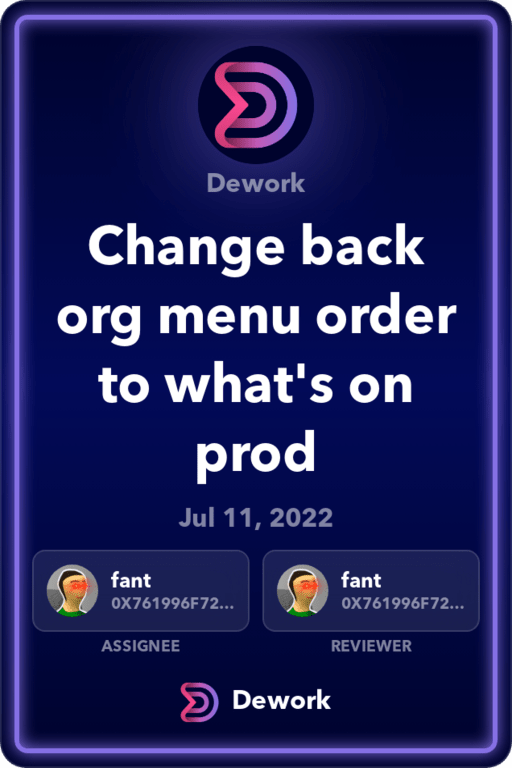 Dework
Change back
org menu order
to what's on
prod
Jul 11, 2022
fant
0X761996F72...
ASSIGNEE
fant
0X761996F72...
REVIEWER
Dework